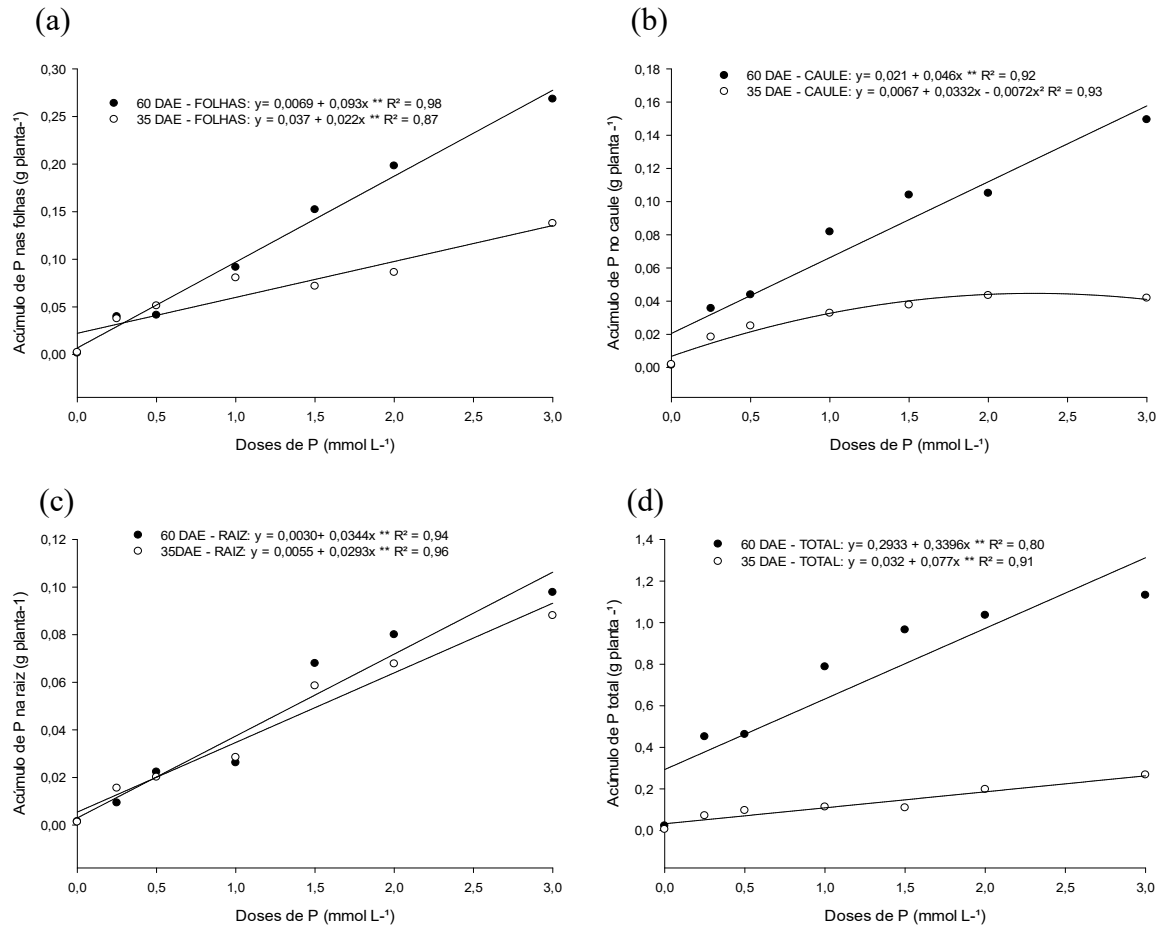 (a)
60 DAE - FOLHAS: y= 0,0069 + 0,093x ** R² = 0,98
35 DAE - FOLHAS: y = 0,037 + 0,022x ** R² = 0,87
Acúmulo de P nas folhas (g planta-¹)
0,30
0,25
0,20
0,15
0,10
0,05
0,00
0,0 0,5 1,0 1,5 2,0 2,5 3,0
Doses de P (mmol L-¹)
(b)
60 DAE - CAULE: y= 0,021 + 0,046x ** R² = 0,92
35 DAE - CAULE: y = 0,0067 + 0,0332x - 0,0072x² R² = 0,93
Acúmulo de P no caule (g planta-¹)
0,18
0,16
0,14
0,12
0,10
0,08
0,06
0,04
0,02
0,00
0,0 0,5 1,0 1,5 2,0 2,5 3,0
Doses de P (mmol L-¹)
(c)
60 DAE - RAIZ: y = 0,0030+ 0,0344x ** R² = 0,94
35DAE - RAIZ: y = 0,0055 + 0,0293x ** R² = 0,96
Acúmulo de P na raiz (g planta-1)
0,12
0,10
0,08
0,06
0,04
0,02
0,00
0,0 0,5 1,0 1,5 2,0 2,5 3,0
Doses de P (mmol L-¹)
(d)
60 DAE - TOTAL: y= 0,2933 + 0,3396x ** R² = 0,80
35 DAE - TOTAL: y = 0,032 + 0,077x ** R² = 0,91
Acúmulo de P total (g planta -¹)
1,4
1,2
1,0
0,8
0,6
0,4
0,2
0,0
0,0 0,5 1,0 1,5 2,0 2,5 3,0
Doses de P (mmol L-¹)